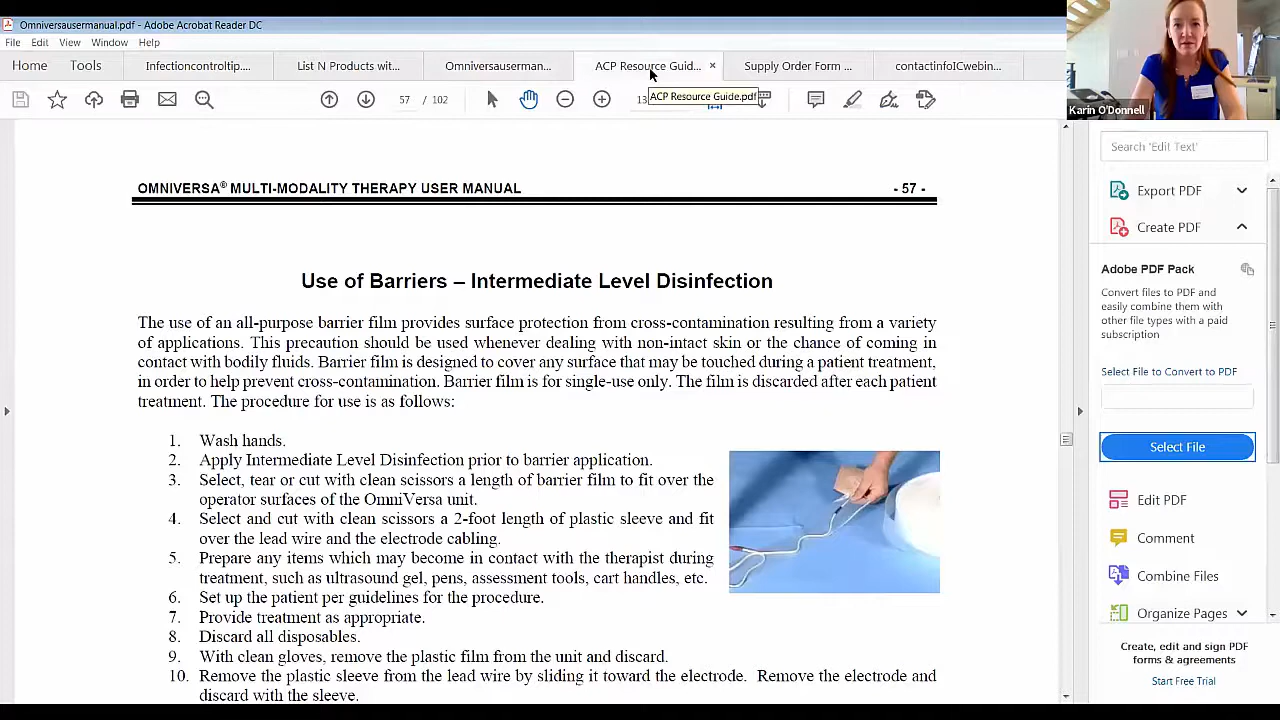 Omniversausermanual.pdf - Adobe Acrobat Reader DC
File Edit View Window Help
Home Tools Infectioncontroltip... List N Products wit... Omniversauserman... ACP Resource Guid... × Supply Order Form ... contactinfoICwebin...
57 / 102
ACP Resource Guide.pdf
Karin O'Donnell
OMNIVERSA® MULTI-MODALITY THERAPY USER MANUAL - 57 -
Use of Barriers – Intermediate Level Disinfection
The use of an all-purpose barrier film provides surface protection from cross-contamination resulting from a variety
of applications. This precaution should be used whenever dealing with non-intact skin or the chance of coming in
contact with bodily fluids. Barrier film is designed to cover any surface that may be touched during a patient treatment,
in order to help prevent cross-contamination. Barrier film is for single-use only. The film is discarded after each patient
treatment. The procedure for use is as follows:
1. Wash hands.
2. Apply Intermediate Level Disinfection prior to barrier application.
3. Select, tear or cut with clean scissors a length of barrier film to fit over the
operator surfaces of the OmniVersa unit.
4. Select and cut with clean scissors a 2-foot length of plastic sleeve and fit
over the lead wire and the electrode cabling.
5. Prepare any items which may become in contact with the therapist during
treatment, such as ultrasound gel, pens, assessment tools, cart handles, etc.
6. Set up the patient per guidelines for the procedure.
7. Provide treatment as appropriate.
8. Discard all disposables.
9. With clean gloves, remove the plastic film from the unit and discard.
10. Remove the plastic sleeve from the lead wire by sliding it toward the electrode. Remove the electrode and
discard with the sleeve.
Search 'Edit Text'
Export PDF
Create PDF
Adobe PDF Pack
Convert files to PDF and
easily combine them with
other file types with a paid
subscription
Select File to Convert to PDF
Select File
Edit PDF
Comment
Combine Files
Organize Pages
Create, edit and sign PDF
forms & agreements
Start Free Trial